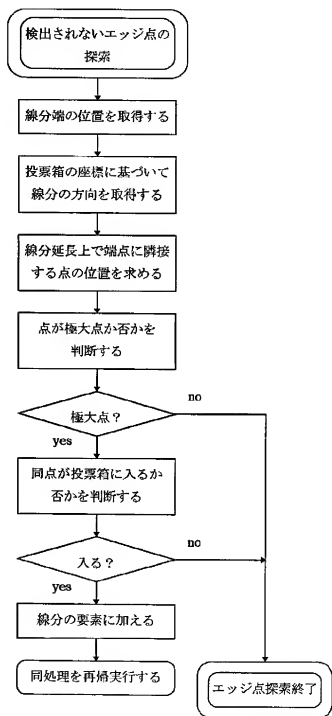 検出されないエッジ点の
探索
線分端の位置を取得する
投票箱の座標に基づいて
線分の方向を取得する
線分延長上で端点に隣接
する点の位置を求める
点が極大点か否かを
判断する
極大点？
no
yes
同点が投票箱に入るか
否かを判断する
入る？
no
yes
線分の要素に加える
同処理を再帰実行する
エッジ点探索終了